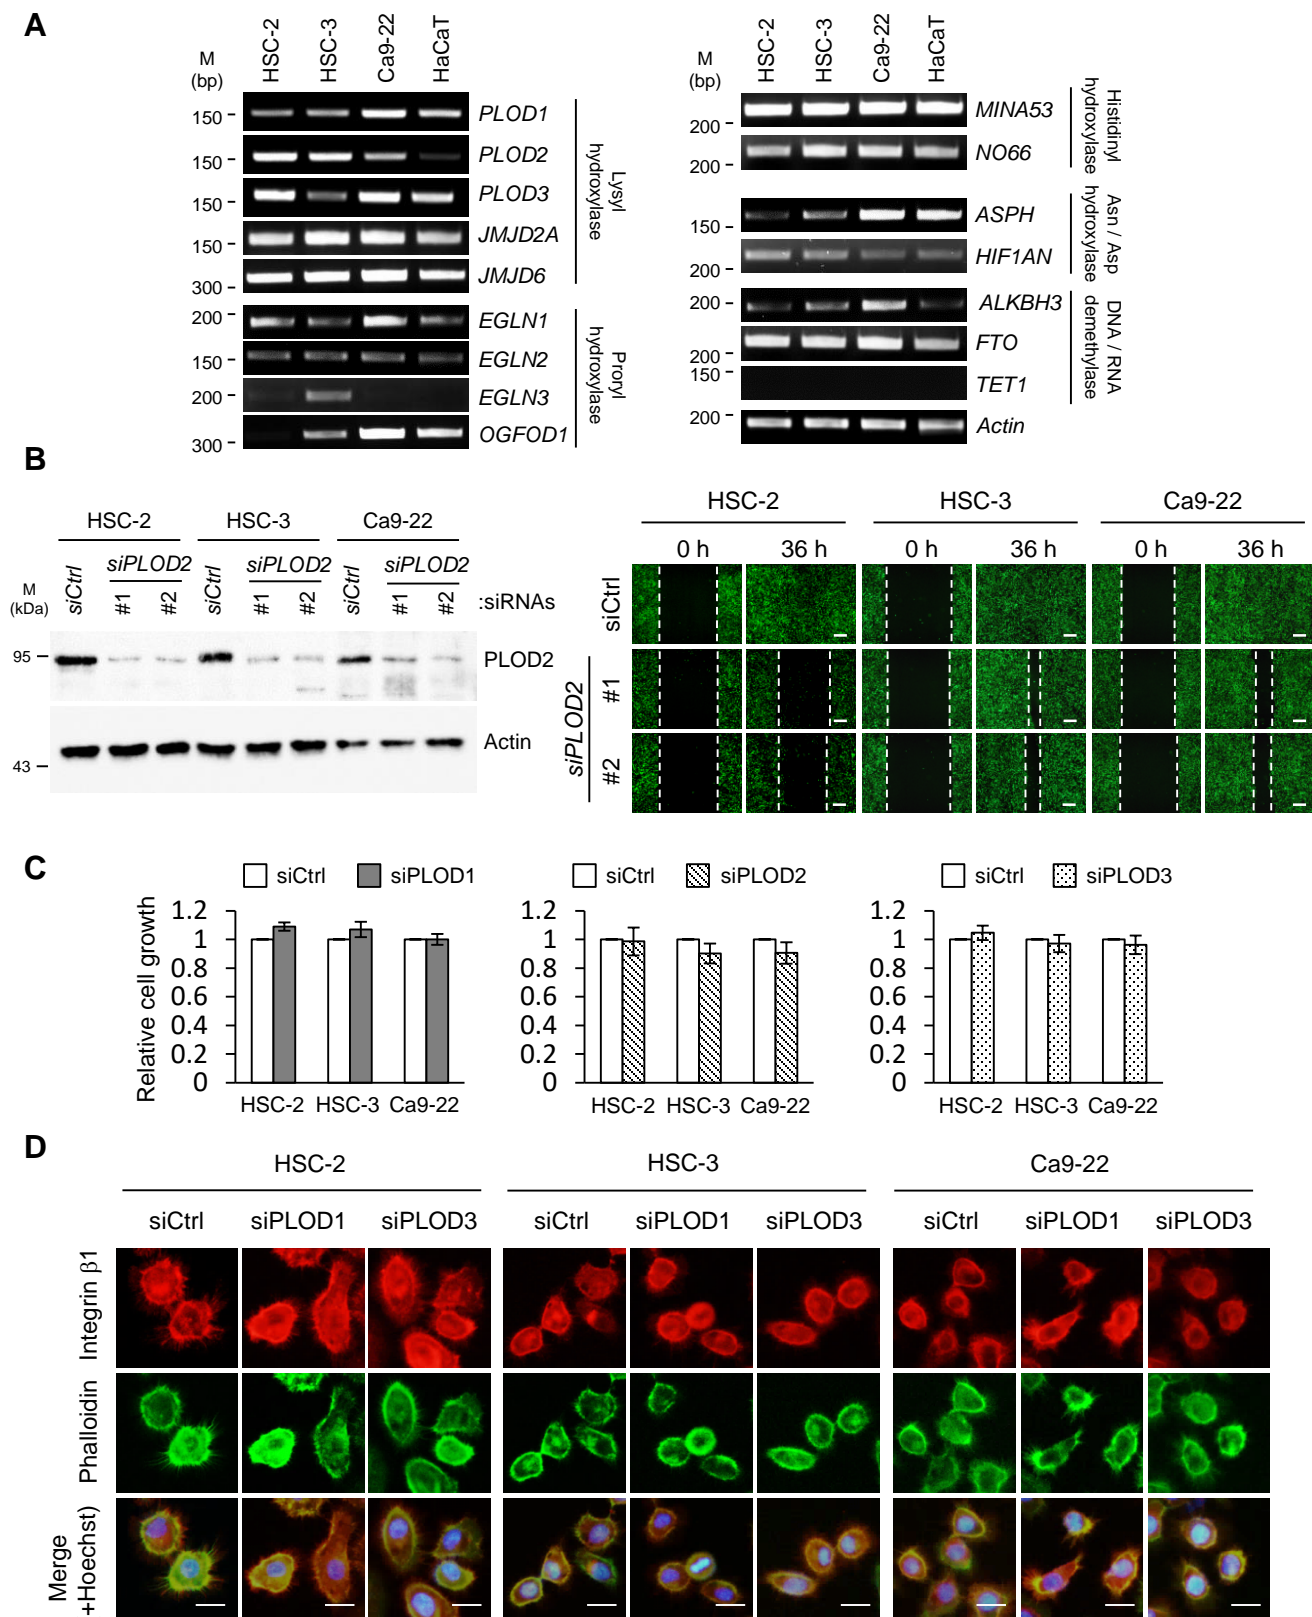 A
M
(bp)
HSC-2
HSC-3
Ca9-22
HaCaT
150
PLOD1
150
PLOD2
150
PLOD3
150
JMJD2A
300
JMJD6
Lysyl
hydroxylase
200
EGLN1
150
EGLN2
200
EGLN3
300
OGFOD1
Proryl
hydroxylase
M
(bp)
HSC-2
HSC-3
Ca9-22
HaCaT
200
MINA53
200
NO66
Histidinyl
hydroxylase
150
ASPH
200
HIF1AN
Asn / Asp
hydroxylase
200
ALKBH3
200
FTO
150
TET1
DNA / RNA
demethylase
200
Actin
B
HSC-2
HSC-3
Ca9-22
M
(kDa)
siCtrl
siPLOD2
#1
#2
siCtrl
siPLOD2
#1
#2
siCtrl
siPLOD2
#1
#2
:siRNAs
95
PLOD2
Actin
43
HSC-2
HSC-3
Ca9-22
0 h
36 h
0 h
36 h
0 h
36 h
siCtrl
siPLOD2
#1
#2
C
siCtrl
siPLOD1
Relative cell growth
1.2
1
0.8
0.6
0.4
0.2
0
HSC-2
HSC-3
Ca9-22
siCtrl
siPLOD2
1.2
1
0.8
0.6
0.4
0.2
0
HSC-2
HSC-3
Ca9-22
siCtrl
siPLOD3
1.2
1
0.8
0.6
0.4
0.2
0
HSC-2
HSC-3
Ca9-22
D
HSC-2
HSC-3
Ca9-22
siCtrl
siPLOD1
siPLOD3
siCtrl
siPLOD1
siPLOD3
siCtrl
siPLOD1
siPLOD3
Integrin β1
Phalloidin
Merge
+Hoechst)